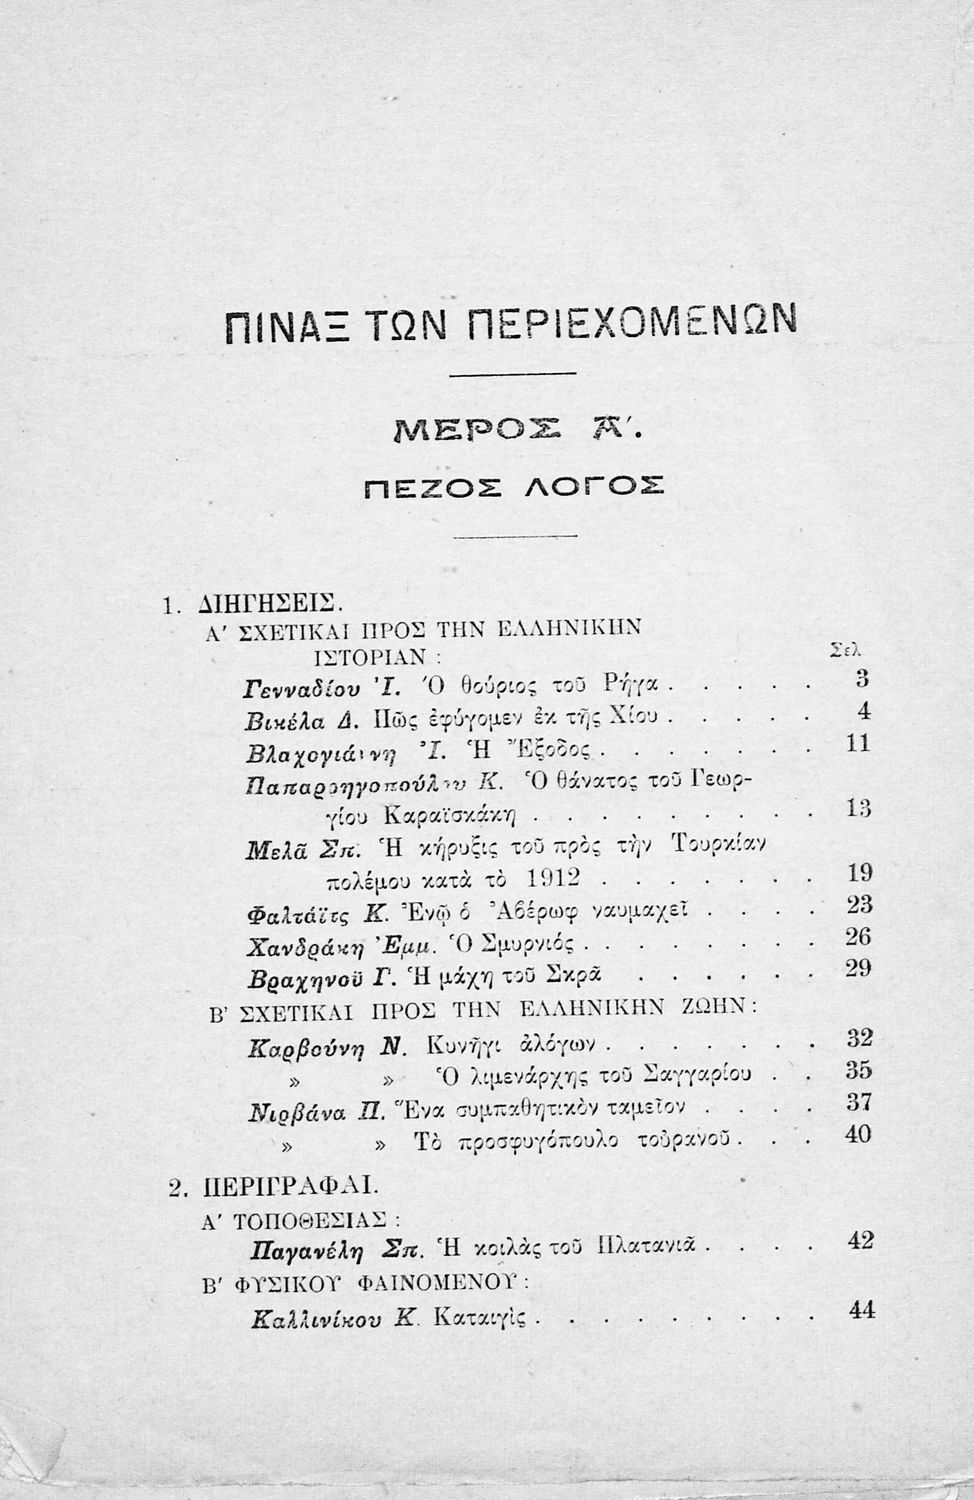 ΠΙΝΑΞ ΤΩΝ ΠΕΡΙΕΧΟΜΕΝΩΝ
ΜΕΡΟΣ Α΄.
ΠΕΖΟΣ ΛΟΓΟΣ
1. ΔΙΗΓΗΣΕΙΣ.
Α′ ΣΧΕΤΙΚΑΙ ΠΡΟΣ ΤΗΝ ΕΛΛΗΝΙΚΗΝ
ΙΣΤΟΡΙΑΝ : Σελ
Γενναδίου Ἰ. Ὁ θούριος τοῦ Ρήγα . . . . . 3
Βικέλα Δ. Πῶς ἐφύγομεν ἐκ τῆς Χίου . . . . . 4
Βλαχογιάννη Ἰ. Ἡ Ἔξοδος . . . . . . . 11
Παπαρρηγοπούλου Κ. Ὁ θάνατος τοῦ Γεωρ-
γίου Καραϊσκάκη . . . . . . . . . 13
Μελᾶ Σπ. Ἡ κήρυξις τοῦ πρὸς τὴν Τουρκίαν
πολέμου κατὰ τὸ 1912 . . . . . . . 19
Φαλτάϊτς Κ. Ἐνῷ ὁ Ἀβέρωφ ναυμαχεῖ . . . . 23
Χανδράκη Ἐμμ. Ὁ Σμυρνιός . . . . . . . . 26
Βραχηνοῦ Γ. Ἡ μάχη τοῦ Σκρᾶ . . . . . . 29
Β′ ΣΧΕΤΙΚΑΙ ΠΡΟΣ ΤΗΝ ΕΛΛΗΝΙΚΗΝ ΖΩΗΝ :
Καρβούνη Ν. Κυνῆγι ἀλόγων . . . . . . . 32
» » Ὁ λιμενάρχης τοῦ Σαγγαρίου . . 35
Νιρβάνα Π. Ἕνα συμπαθητικὸν ταμεῖον . . . . 37
» » Τὸ προσφυγόπουλο τοὐρανοῦ . . . 40
2. ΠΕΡΙΓΡΑΦΑΙ.
Α′ ΤΟΠΟΘΕΣΙΑΣ :
Παγανέλη Σπ. Ἡ κοιλὰς τοῦ Πλατανιᾶ . . . . 42
Β′ ΦΥΣΙΚΟΥ ΦΑΙΝΟΜΕΝΟΥ :
Καλλινίκου Κ. Καταιγὶς . . . . . . . . . 44